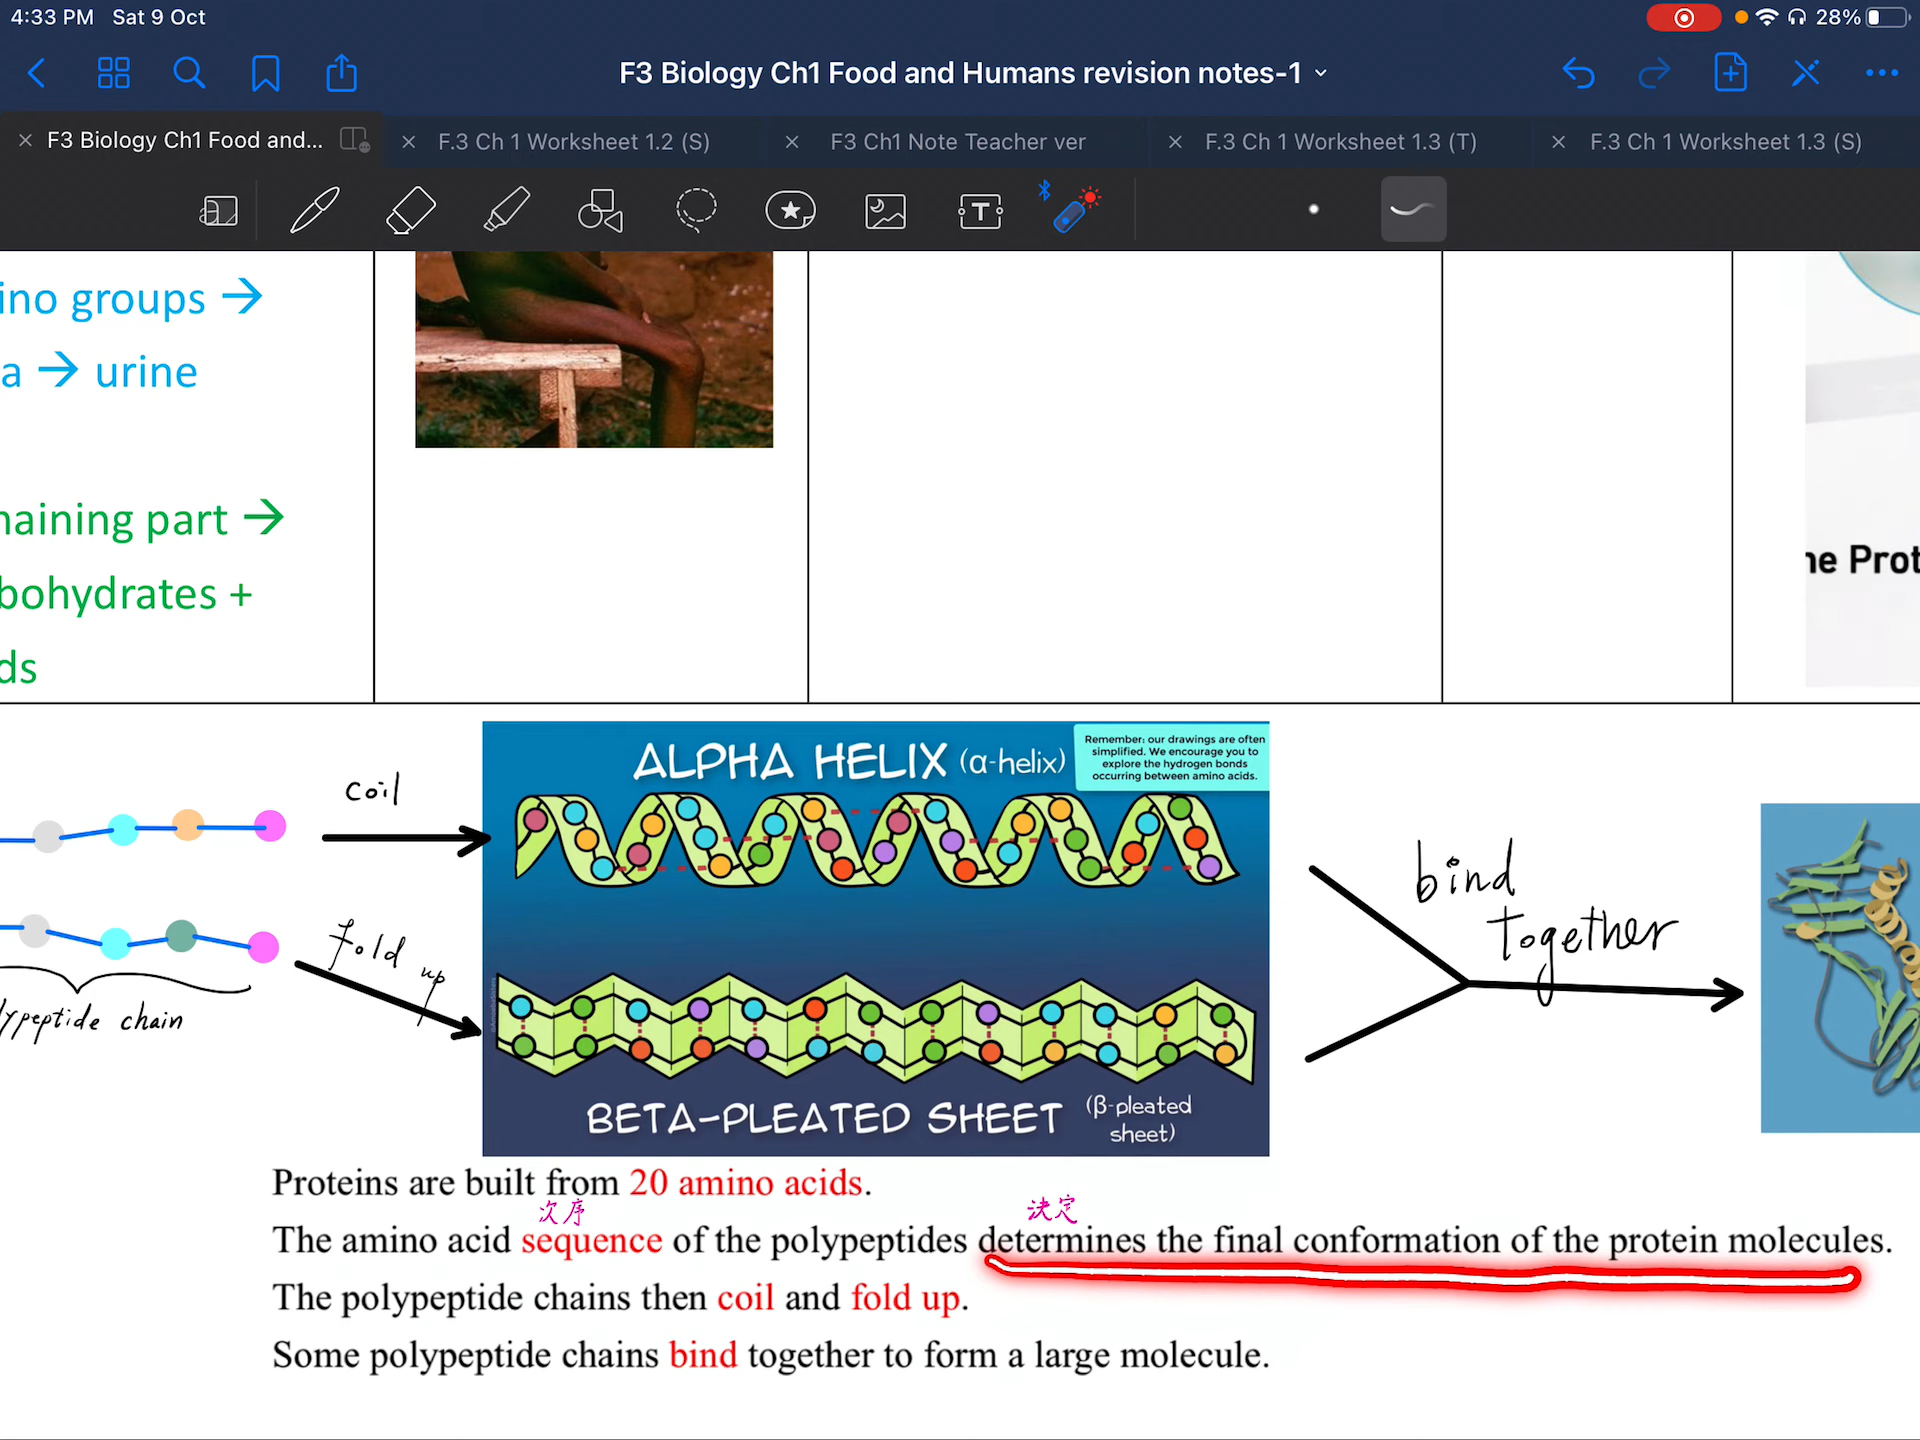 4:33 PM Sat 9 Oct
28%
F3 Biology Ch1 Food and Humans revision notes-1
F3 Biology Ch1 Food and...
F.3 Ch 1 Worksheet 1.2 (S)
F3 Ch1 Note Teacher ver
F.3 Ch 1 Worksheet 1.3 (T)
F.3 Ch 1 Worksheet 1.3 (S)
ino groups →
a → urine
naining part →
bohydrates +
ds
ne Prot
coil
fold up
ypeptide chain
ALPHA HELIX (α-helix)
Remember: our drawings are often
simplified. We encourage you to
explore the hydrogen bonds
occurring between amino acids.
BETA-PLEATED SHEET (β-pleated
sheet)
bind
together
Proteins are built from 20 amino acids.
次序 决定
The amino acid sequence of the polypeptides determines the final conformation of the protein molecules.
The polypeptide chains then coil and fold up.
Some polypeptide chains bind together to form a large molecule.